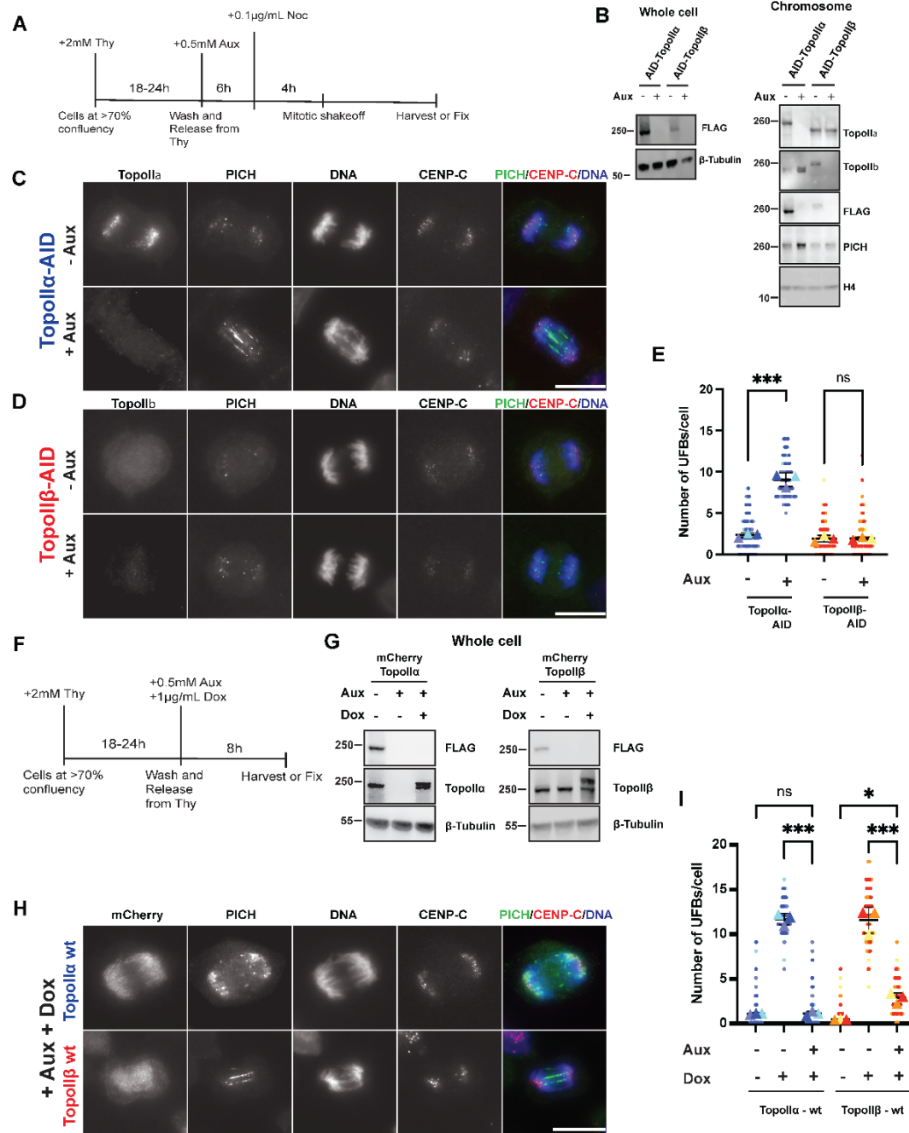 A
+0.1µg/mL Noc
+2mM Thy
+0.5mM Aux
18-24h
6h
4h
Cells at >70%
confluency
Wash and
Release from
Thy
Mitotic shakeoff
Harvest or Fix
B
Whole cell
AID-TopoIIα
AID-TopoIIβ
Aux - + - +
250
FLAG
β-Tubulin
50
Chromosome
AID-TopoIIα
AID-TopoIIβ
Aux
- + - +
260
TopoIIa
260
TopoIIb
260
FLAG
260
PICH
H4
10
C
TopoIIa PICH DNA CENP-C PICH/CENP-C/DNA
TopoIIα-AID
- Aux
+ Aux
D
TopoIIb PICH DNA CENP-C PICH/CENP-C/DNA
TopoIIβ-AID
- Aux
+ Aux
E
*** ns
Number of UFBs/cell
20
15
10
5
0
Aux - + - +
TopoIIα-
AID
TopoIIβ-
AID
F
+2mM Thy
+0.5mM Aux
+1µg/mL Dox
18-24h
8h
Cells at >70%
confluency
Wash and
Release
from Thy
Harvest or Fix
G
Whole cell
mCherry
TopoIIα
Aux - + +
Dox - - +
250
FLAG
250
TopoIIα
55
β-Tubulin
mCherry
TopoIIβ
Aux - + +
Dox - - +
250
FLAG
250
TopoIIβ
55
β-Tubulin
H
mCherry PICH DNA CENP-C PICH/CENP-C/DNA
+ Aux + Dox
TopoIIα wt
TopoIIβ wt
I
ns *
*** ***
Number of UFBs/cell
20
15
10
5
0
Aux - - + - - +
Dox - + + - + +
TopoIIα - wt TopoIIβ - wt